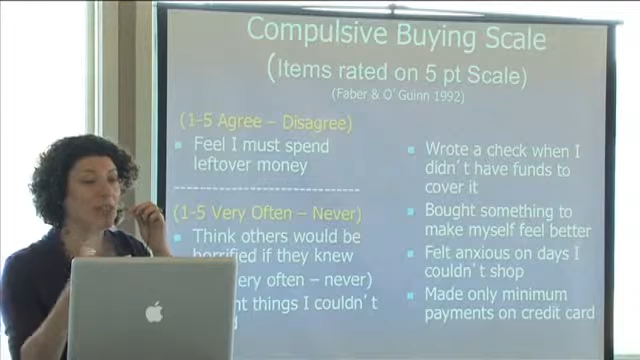 Compulsive Buying Scale
(Items rated on 5 pt Scale)
(Faber & O'Guinn 1992)
(1-5 Agree – Disagree)
Feel I must spend
leftover money
(1-5 Very Often – Never)
Think others would be
horrified if they knew
ery often – never)
t things I couldn't
Wrote a check when I
didn't have funds to
cover it
Bought something to
make myself feel better
Felt anxious on days I
couldn't shop
Made only minimum
payments on credit card